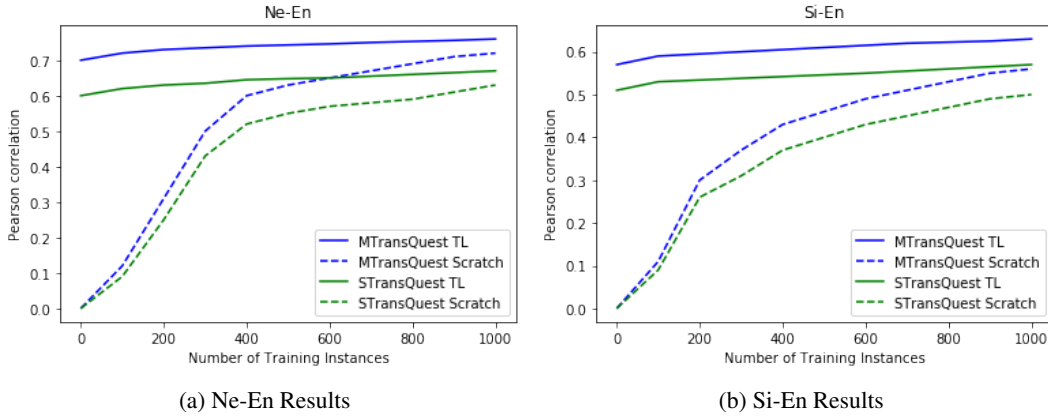 Ne-En
Pearson correlation
0.7
0.6
0.5
0.4
0.3
0.2
0.1
0.0
0 200 400 600 800 1000
Number of Training Instances
MTransQuest TL
MTransQuest Scratch
STransQuest TL
STransQuest Scratch
(a) Ne-En Results
Si-En
Pearson correlation
0.6
0.5
0.4
0.3
0.2
0.1
0.0
0 200 400 600 800 1000
Number of Training Instances
MTransQuest TL
MTransQuest Scratch
STransQuest TL
STransQuest Scratch
(b) Si-En Results